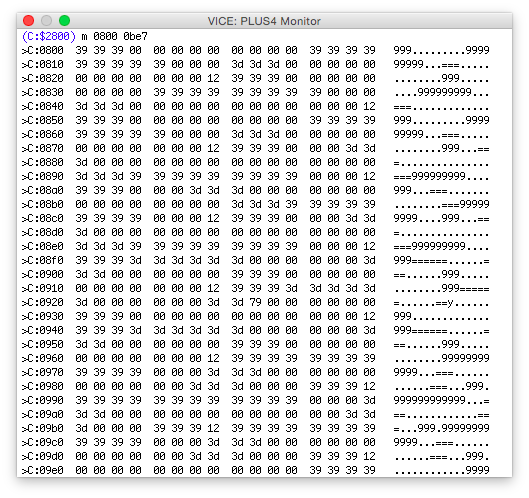 VICE: PLUS4 Monitor
(C:$2800) m 0800 0be7
>C:0800 39 39 39 00 00 00 00 00 00 00 00 00 39 39 39 39 999.........9999
>C:0810 39 39 39 39 39 00 00 00 3d 3d 3d 00 00 00 00 00 99999...===.....
>C:0820 00 00 00 00 00 00 00 12 39 39 39 00 00 00 00 00 ........999.....
>C:0830 00 00 00 00 39 39 39 39 39 39 39 39 39 00 00 00 ....999999999...
>C:0840 3d 3d 3d 00 00 00 00 00 00 00 00 00 00 00 00 12 ===.............
>C:0850 39 39 39 00 00 00 00 00 00 00 00 00 39 39 39 39 999.........9999
>C:0860 39 39 39 39 39 00 00 00 3d 3d 3d 00 00 00 00 00 99999...===.....
>C:0870 00 00 00 00 00 00 00 12 39 39 39 00 00 00 3d 3d ........999...==
>C:0880 3d 00 00 00 00 00 00 00 00 00 00 00 00 00 00 00 =...............
>C:0890 3d 3d 3d 39 39 39 39 39 39 39 39 39 00 00 00 12 ===999999999....
>C:08a0 39 39 39 00 00 00 3d 3d 3d 00 00 00 00 00 00 00 999...===.......
>C:08b0 00 00 00 00 00 00 00 00 3d 3d 3d 39 39 39 39 39 ........===99999
>C:08c0 39 39 39 39 00 00 00 12 39 39 39 00 00 00 3d 3d 9999....999...==
>C:08d0 3d 00 00 00 00 00 00 00 00 00 00 00 00 00 00 00 =...............
>C:08e0 3d 3d 3d 39 39 39 39 39 39 39 39 39 00 00 00 12 ===999999999....
>C:08f0 39 39 39 3d 3d 3d 3d 3d 3d 00 00 00 00 00 00 3d 999======......=
>C:0900 3d 3d 00 00 00 00 00 00 00 39 39 39 00 00 00 00 ==.......999....
>C:0910 00 00 00 00 00 00 00 12 39 39 39 3d 3d 3d 3d 3d ........999=====
>C:0920 3d 00 00 00 00 00 00 3d 3d 79 00 00 00 00 00 00 =......==y......
>C:0930 39 39 39 00 00 00 00 00 00 00 00 00 00 00 00 12 999.............
>C:0940 39 39 39 3d 3d 3d 3d 3d 3d 00 00 00 00 00 00 3d 999======......=
>C:0950 3d 3d 00 00 00 00 00 00 00 39 39 39 00 00 00 00 ==.......999....
>C:0960 00 00 00 00 00 00 00 12 39 39 39 39 39 39 39 39 ........99999999
>C:0970 39 39 39 39 00 00 00 3d 3d 3d 00 00 00 00 00 00 9999...===......
>C:0980 00 00 00 00 00 00 3d 3d 3d 00 00 00 39 39 39 12 ......===...999.
>C:0990 39 39 39 39 39 39 39 39 39 39 39 39 00 00 00 3d 999999999999...=
>C:09a0 3d 3d 00 00 00 00 00 00 00 00 00 00 00 00 3d 3d ==............==
>C:09b0 3d 00 00 00 39 39 39 12 39 39 39 39 39 39 39 39 =...999.99999999
>C:09c0 39 39 39 39 00 00 00 3d 3d 3d 00 00 00 00 00 00 9999...===......
>C:09d0 00 00 00 00 00 00 3d 3d 3d 00 00 00 39 39 39 12 ......===...999.
>C:09e0 00 00 00 00 00 00 00 00 00 00 00 00 39 39 39 39 ............9999